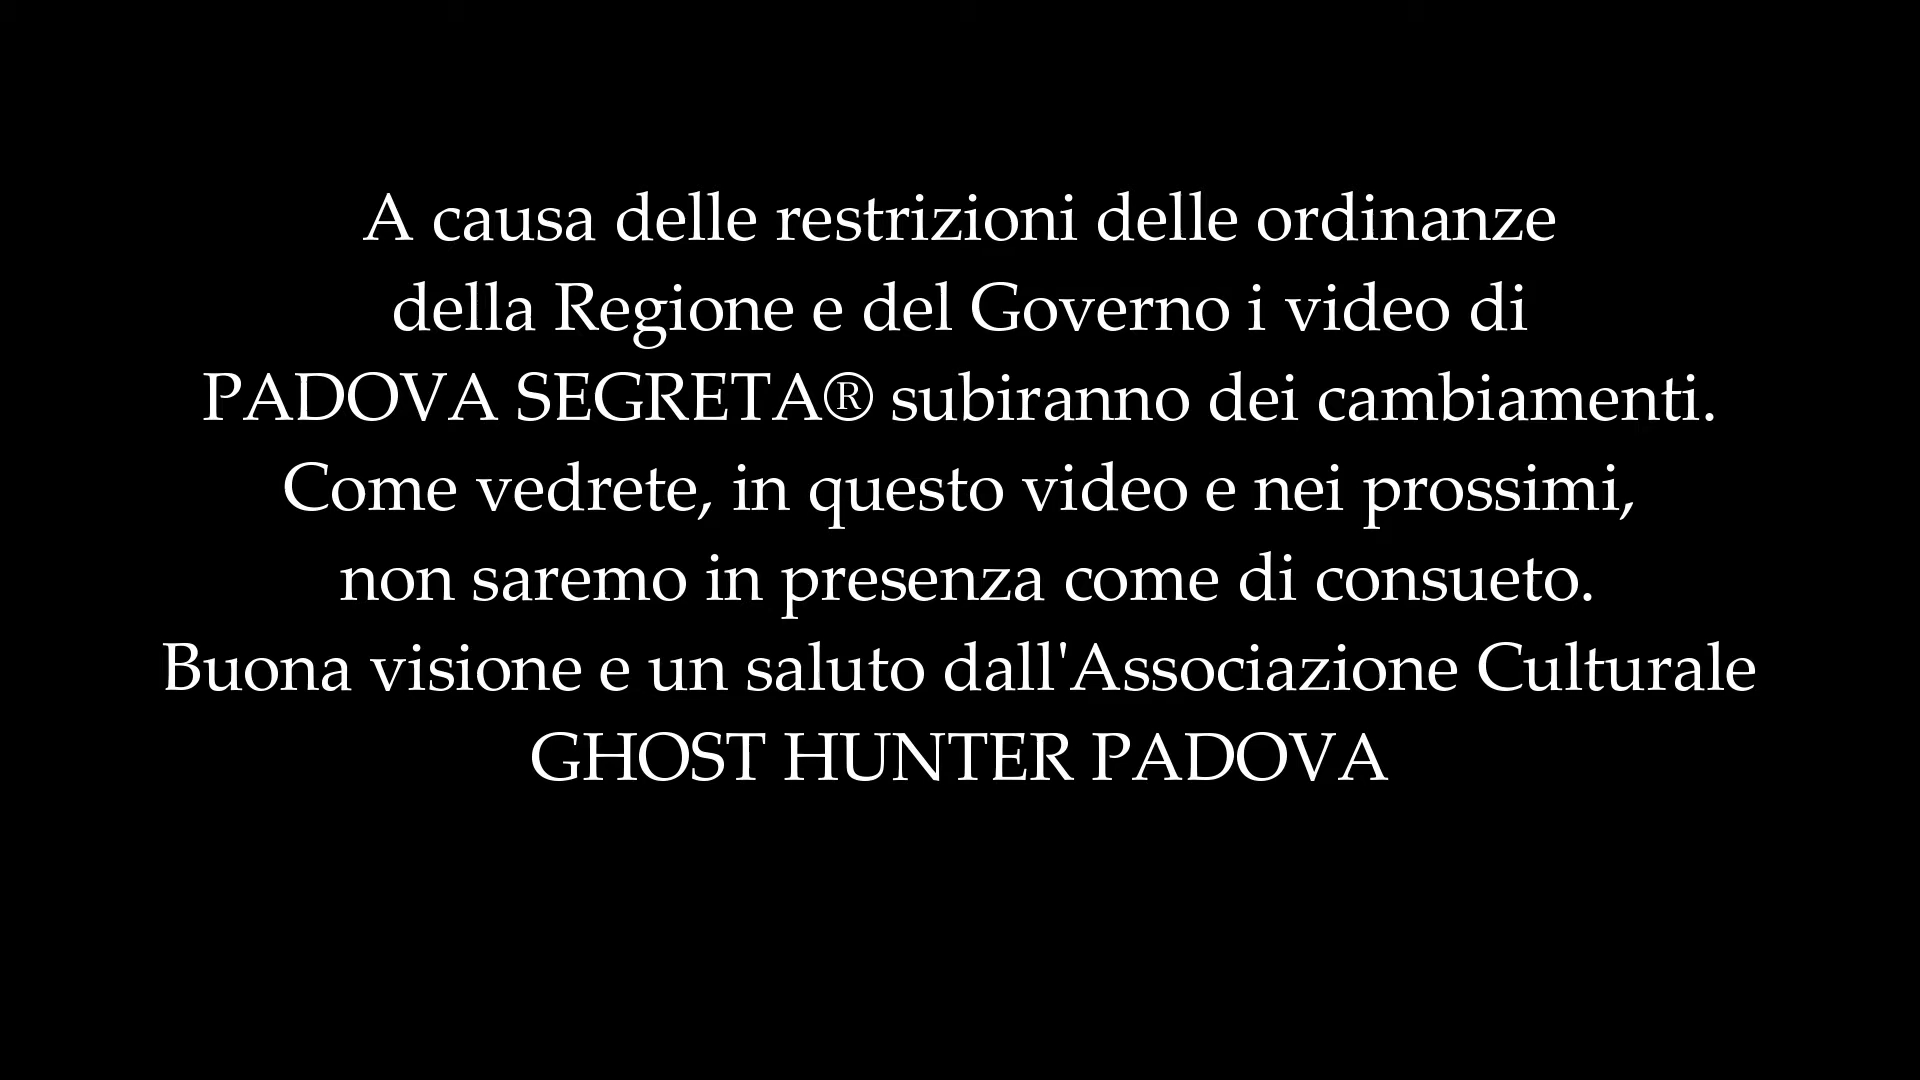 A causa delle restrizioni delle ordinanze
della Regione e del Governo i video di
PADOVA SEGRETA® subiranno dei cambiamenti.
Come vedrete, in questo video e nei prossimi,
non saremo in presenza come di consueto.
Buona visione e un saluto dall'Associazione Culturale
GHOST HUNTER PADOVA